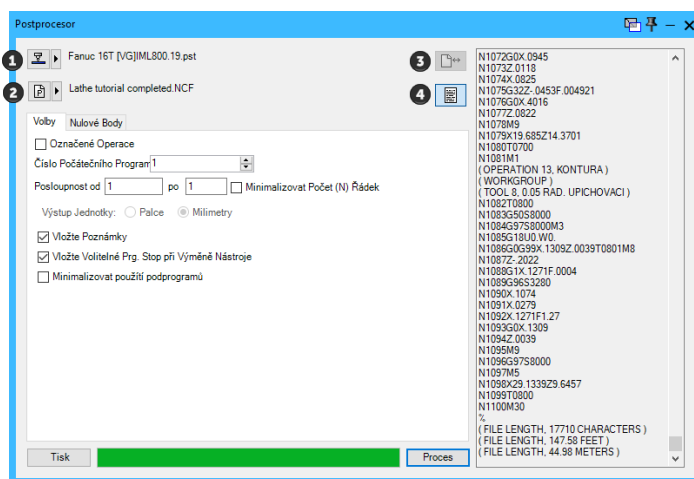 Postprocesor
1 Fanuc 16T [VG]IML800.19.pst
3
2 Lathe tutorial completed.NCF
4
Volby Nulové Body
Označené Operace
Číslo Počátečního Program 1
Posloupnost od 1 po 1 Minimalizovat Počet (N) Řádek
Výstup Jednotky: Palce Milimetry
Vložte Poznámky
Vložte Volitelné Prg. Stop při Výměně Nástroje
Minimalizovat použítí podprogramů
Tisk Proces
N1072G0X.0945
N1073Z.0118
N1074X.0825
N1075G32Z-.0453F.004921
N1076G0X.4016
N1077Z.0822
N1078M9
N1079X19.685Z14.3701
N1080T0700
N1081M1
( OPERATION 13, KONTURA )
( WORKGROUP )
( TOOL 8, 0.05 RAD. UPICHOVACI )
N1082T0800
N1083G50S8000
N1084G97S8000M3
N1085G18U0.W0.
N1086G0G99X.1309Z.0039T0801M8
N1087Z-.2022
N1088G1X.1271F.0004
N1089G96S3280
N1090X.1074
N1091X.0279
N1092X.1271F1.27
N1093G0X.1309
N1094Z.0039
N1095M9
N1096G97S8000
N1097M5
N1098X29.1339Z9.6457
N1099T0800
N1100M30
%
( FILE LENGTH, 17710 CHARACTERS )
( FILE LENGTH, 147.58 FEET )
( FILE LENGTH, 44.98 METERS )